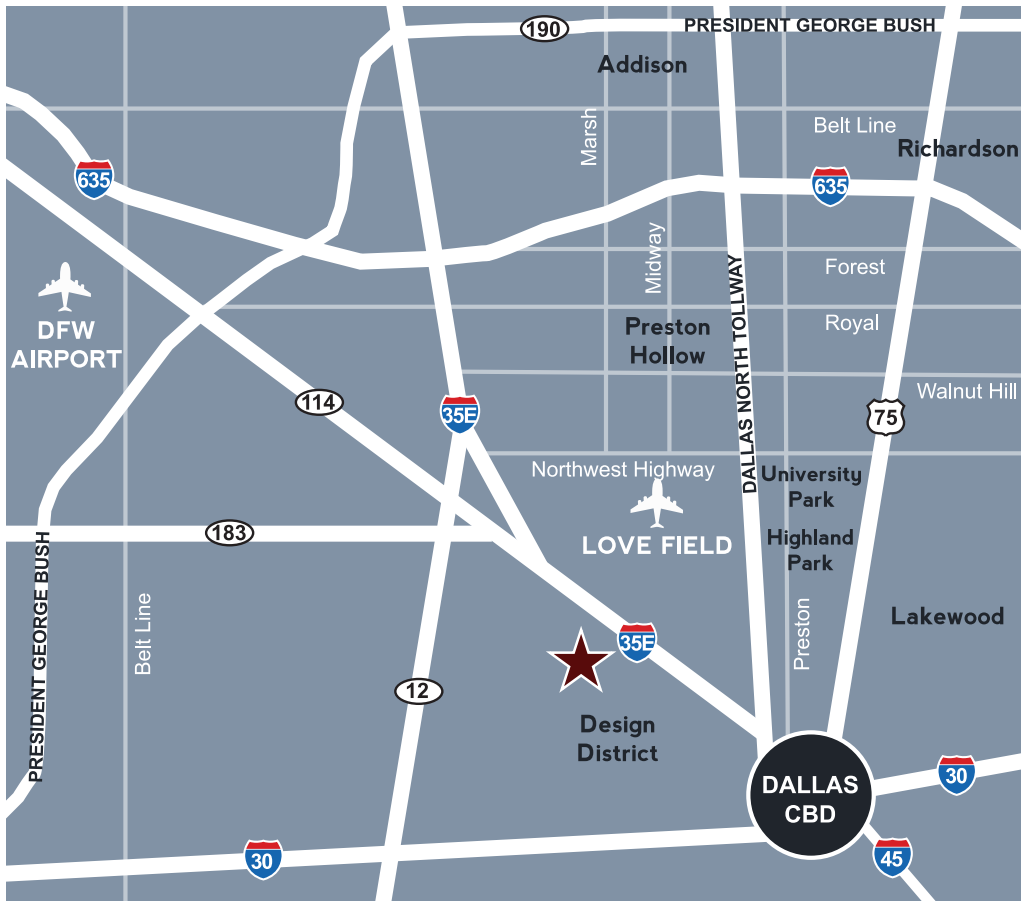 190
PRESIDENT GEORGE BUSH
Addison
Marsh
Belt Line
Richardson
635
635
Midway
Forest
DFW
AIRPORT
Preston
Hollow
Royal
DALLAS NORTH TOLLWAY
114
35E
Walnut Hill
75
Northwest Highway
University
Park
183
LOVE FIELD
Highland
Park
PRESIDENT GEORGE BUSH
Belt Line
Preston
Lakewood
35E
12
Design
District
DALLAS
CBD
30
30
45